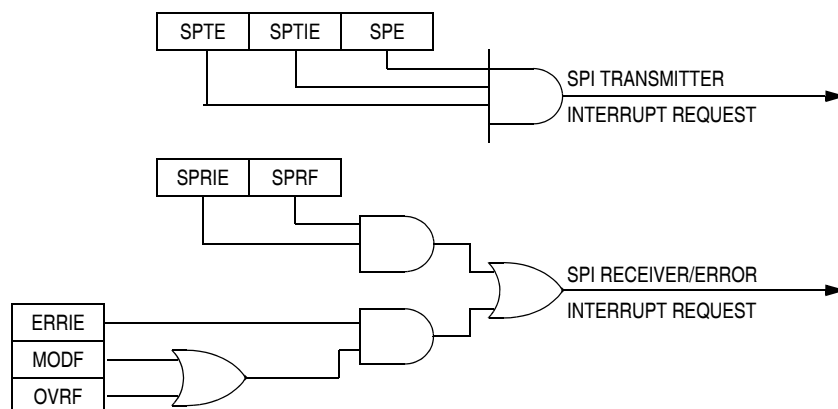 SPTE SPTIE SPE
SPI TRANSMITTER
INTERRUPT REQUEST
SPRIE SPRF
SPI RECEIVER/ERROR
INTERRUPT REQUEST
ERRIE
MODF
OVRF